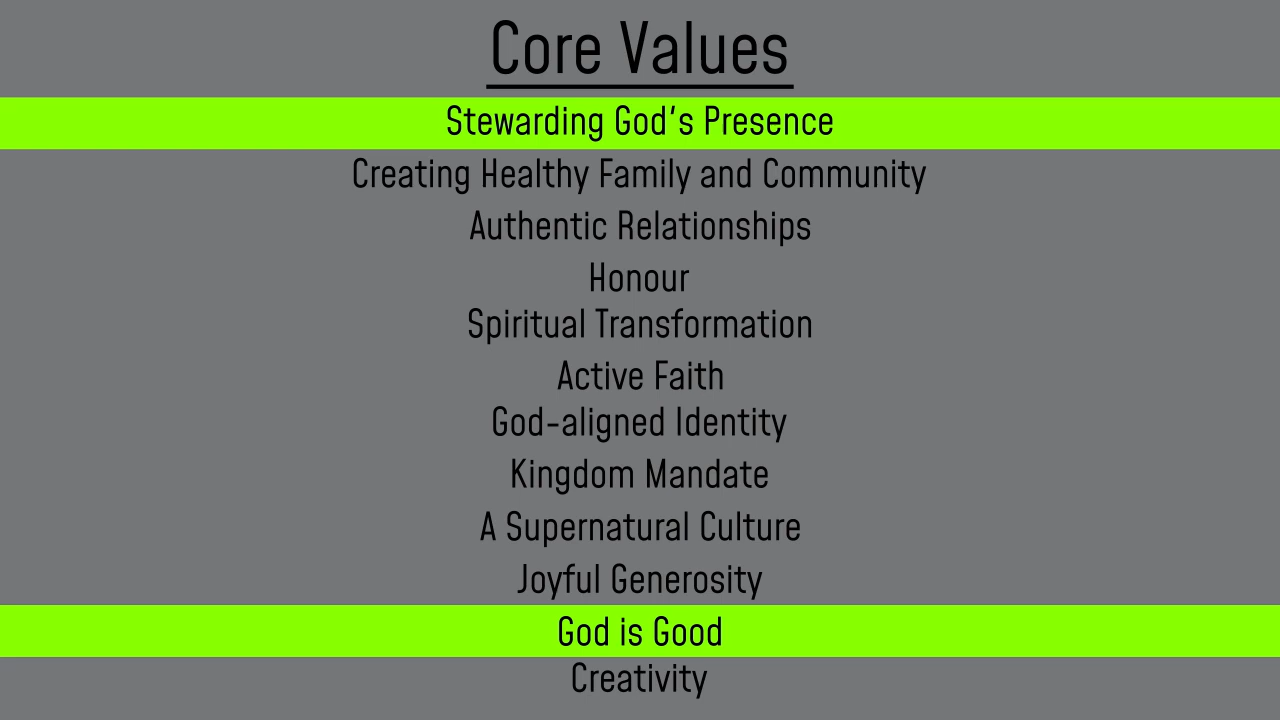 Core Values
Stewarding God's Presence
Creating Healthy Family and Community
Authentic Relationships
Honour
Spiritual Transformation
Active Faith
God-aligned Identity
Kingdom Mandate
A Supernatural Culture
Joyful Generosity
God is Good
Creativity